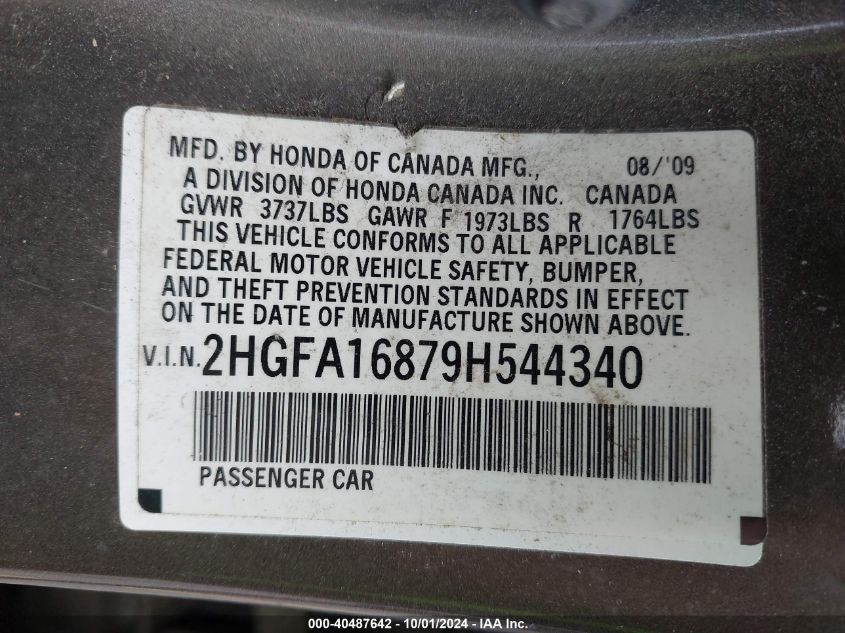 MFD. BY HONDA OF CANADA MFG., 08/'09
A DIVISION OF HONDA CANADA INC. CANADA
GVWR 3737LBS GAWR F 1973LBS R 1764LBS
THIS VEHICLE CONFORMS TO ALL APPLICABLE
FEDERAL MOTOR VEHICLE SAFETY, BUMPER,
AND THEFT PREVENTION STANDARDS IN EFFECT
ON THE DATE OF MANUFACTURE SHOWN ABOVE.
V.I.N. 2HGFA16879H544340
PASSENGER CAR
000-40487642 - 10/01/2024 - IAA Inc.